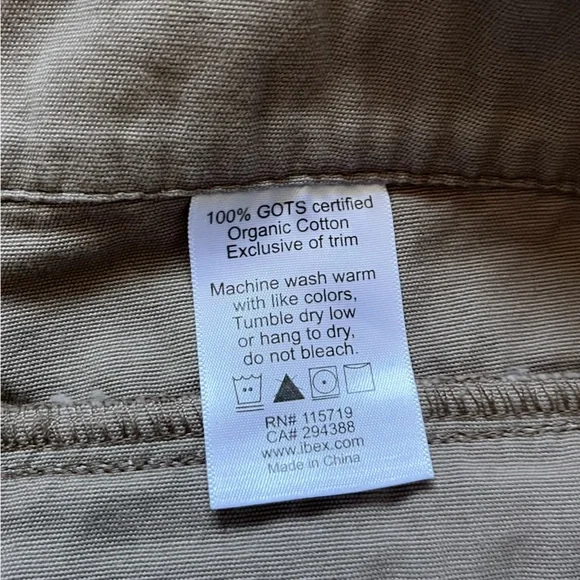 100% GOTS certified
Organic Cotton
Exclusive of trim
Machine wash warm
with like colors,
Tumble dry low
or hang to dry,
do not bleach.
RN# 115719
CA# 294388
www.ibex.com
Made in China